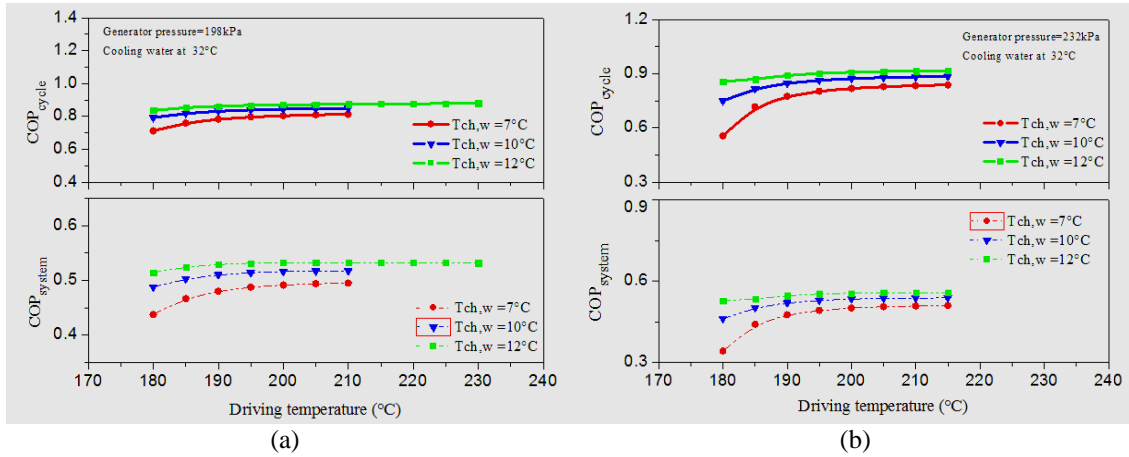 1.4
Generator pressure=198kPa
1.2
Cooling water at 32°C
1.0
0.8
0.6
0.4
COPcycle
Tch,w =7°C
Tch,w =10°C
Tch,w =12°C
0.6
0.5
0.4
COPsystem
Tch,w =7°C
Tch,w =10°C
Tch,w =12°C
170 180 190 200 210 220 230 240
Driving temperature (°C)
(a)
1.2
Generator pressure=232kPa
Cooling water at 32°C
0.9
0.6
0.3
COPcycle
Tch,w =7°C
Tch,w =10°C
Tch,w =12°C
0.9
0.6
0.3
COPsystem
Tch,w =7°C
Tch,w =10°C
Tch,w =12°C
170 180 190 200 210 220 230 240
Driving temperature (°C)
(b)